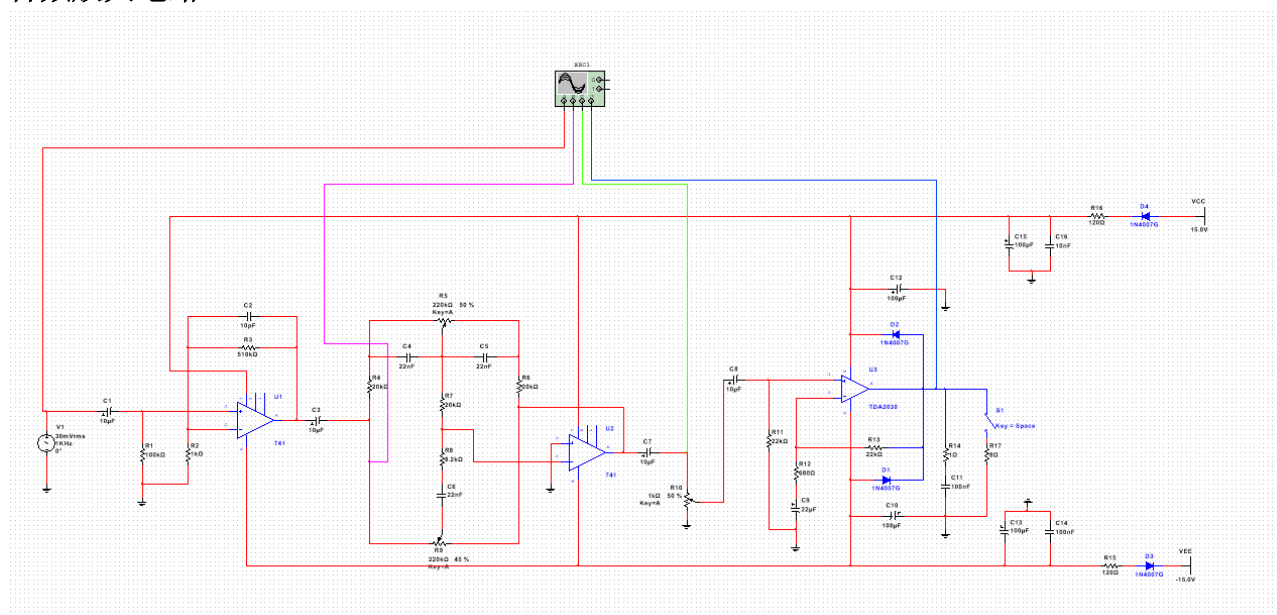 XSC1
VCC
15.0V
D4
1N4007G
R16
120Ω
C15
100µF
C16
10nF
C12
100µF
D2
1N4007G
U3
TDA2030
S1
Key = Space
R5
220kΩ 50 %
Key=A
C2
10pF
R3
510kΩ
C4
22nF
C5
22nF
R4
20kΩ
R6
20kΩ
R7
20kΩ
C1
10µF
U1
741
C3
10µF
V1
30mVrms
1KHz
0°
R1
100kΩ
R2
1kΩ
R8
C6
22nF
R9
220kΩ 45 %
Key=A
U2
741
C7
10µF
R10
1kΩ 50 %
Key=A
C8
10µF
R11
22kΩ
R12
680Ω
C9
22µF
R13
22kΩ
D1
1N4007G
C10
100µF
R14
1Ω
C11
100nF
R17
8Ω
C13
100µF
C14
100nF
R15
120Ω
D3
1N4007G
VEE
-15.0V